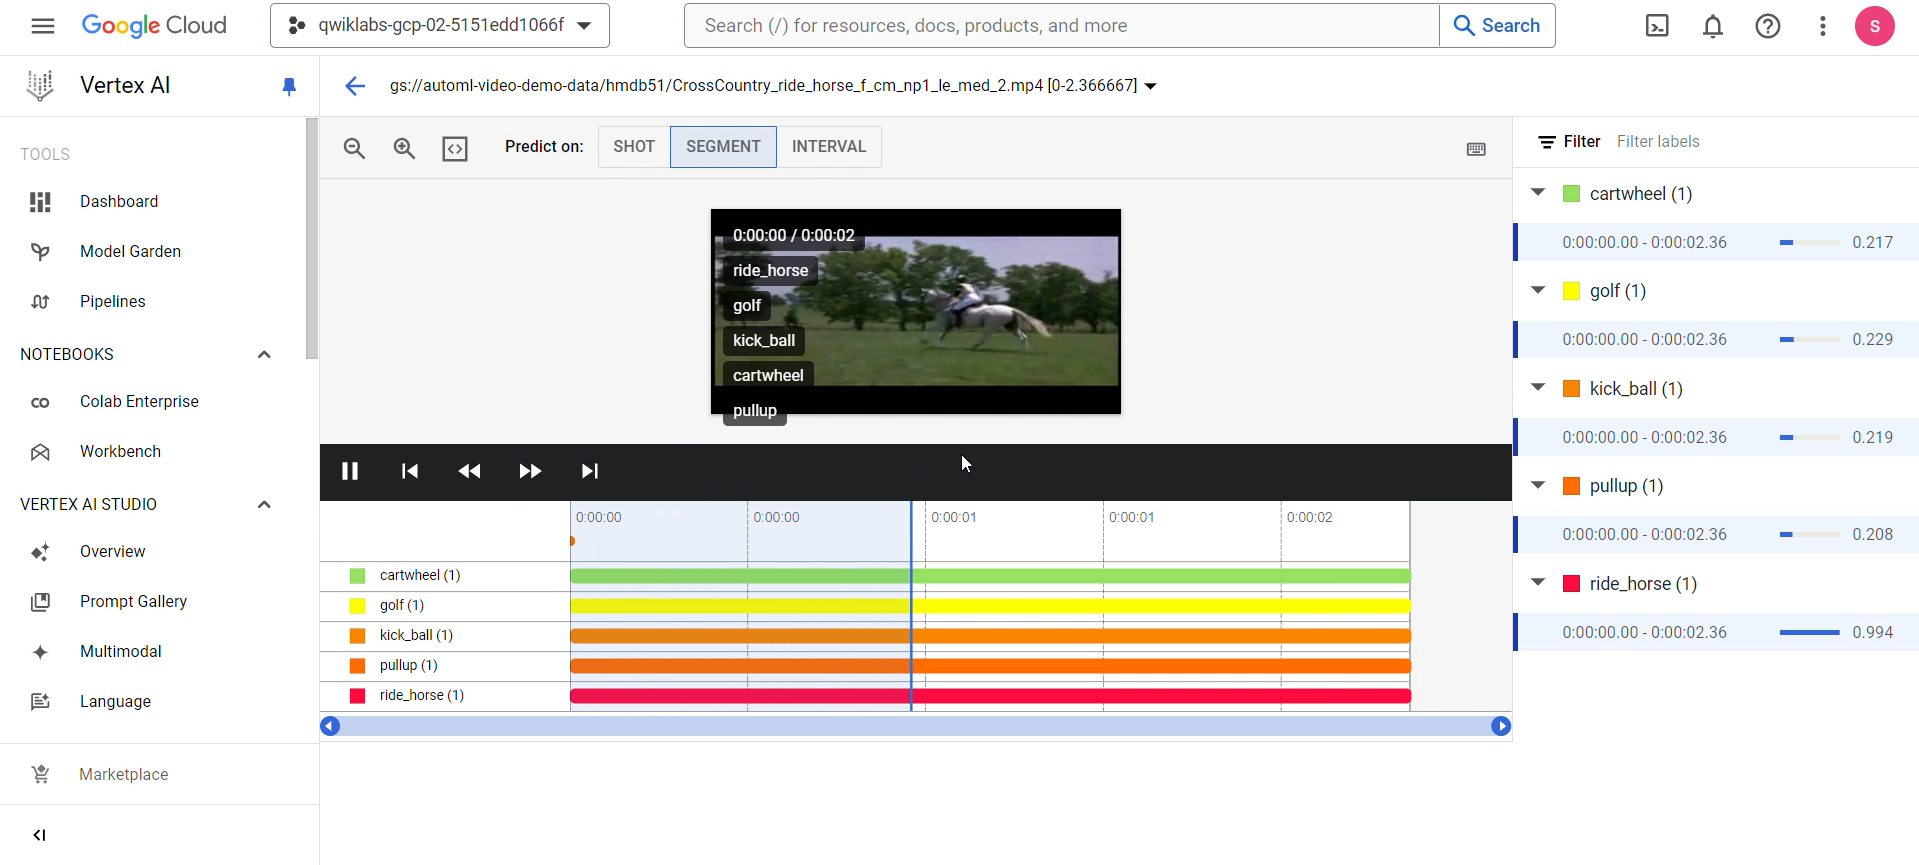 Google Cloud
qwiklabs-gcp-02-5151edd1066f
Search (/) for resources, docs, products, and more
Search
S
Vertex AI
gs://automl-video-demo-data/hmdb51/CrossCountry_ride_horse_f_cm_np1_le_med_2.mp4 [0-2.366667]
TOOLS
Dashboard
Model Garden
Pipelines
NOTEBOOKS
Colab Enterprise
Workbench
VERTEX AI STUDIO
Overview
Prompt Gallery
Multimodal
Language
Marketplace
Predict on:
SHOT
SEGMENT
INTERVAL
0:00:00 / 0:00:02
ride_horse
golf
kick_ball
cartwheel
pullup
0:00:00
0:00:00
0:00:01
0:00:01
0:00:02
cartwheel (1)
golf (1)
kick_ball (1)
pullup (1)
ride_horse (1)
Filter
Filter labels
cartwheel (1)
0:00:00.00 - 0:00:02.36 0.217
golf (1)
0:00:00.00 - 0:00:02.36 0.229
kick_ball (1)
0:00:00.00 - 0:00:02.36 0.219
pullup (1)
0:00:00.00 - 0:00:02.36 0.208
ride_horse (1)
0:00:00.00 - 0:00:02.36 0.994